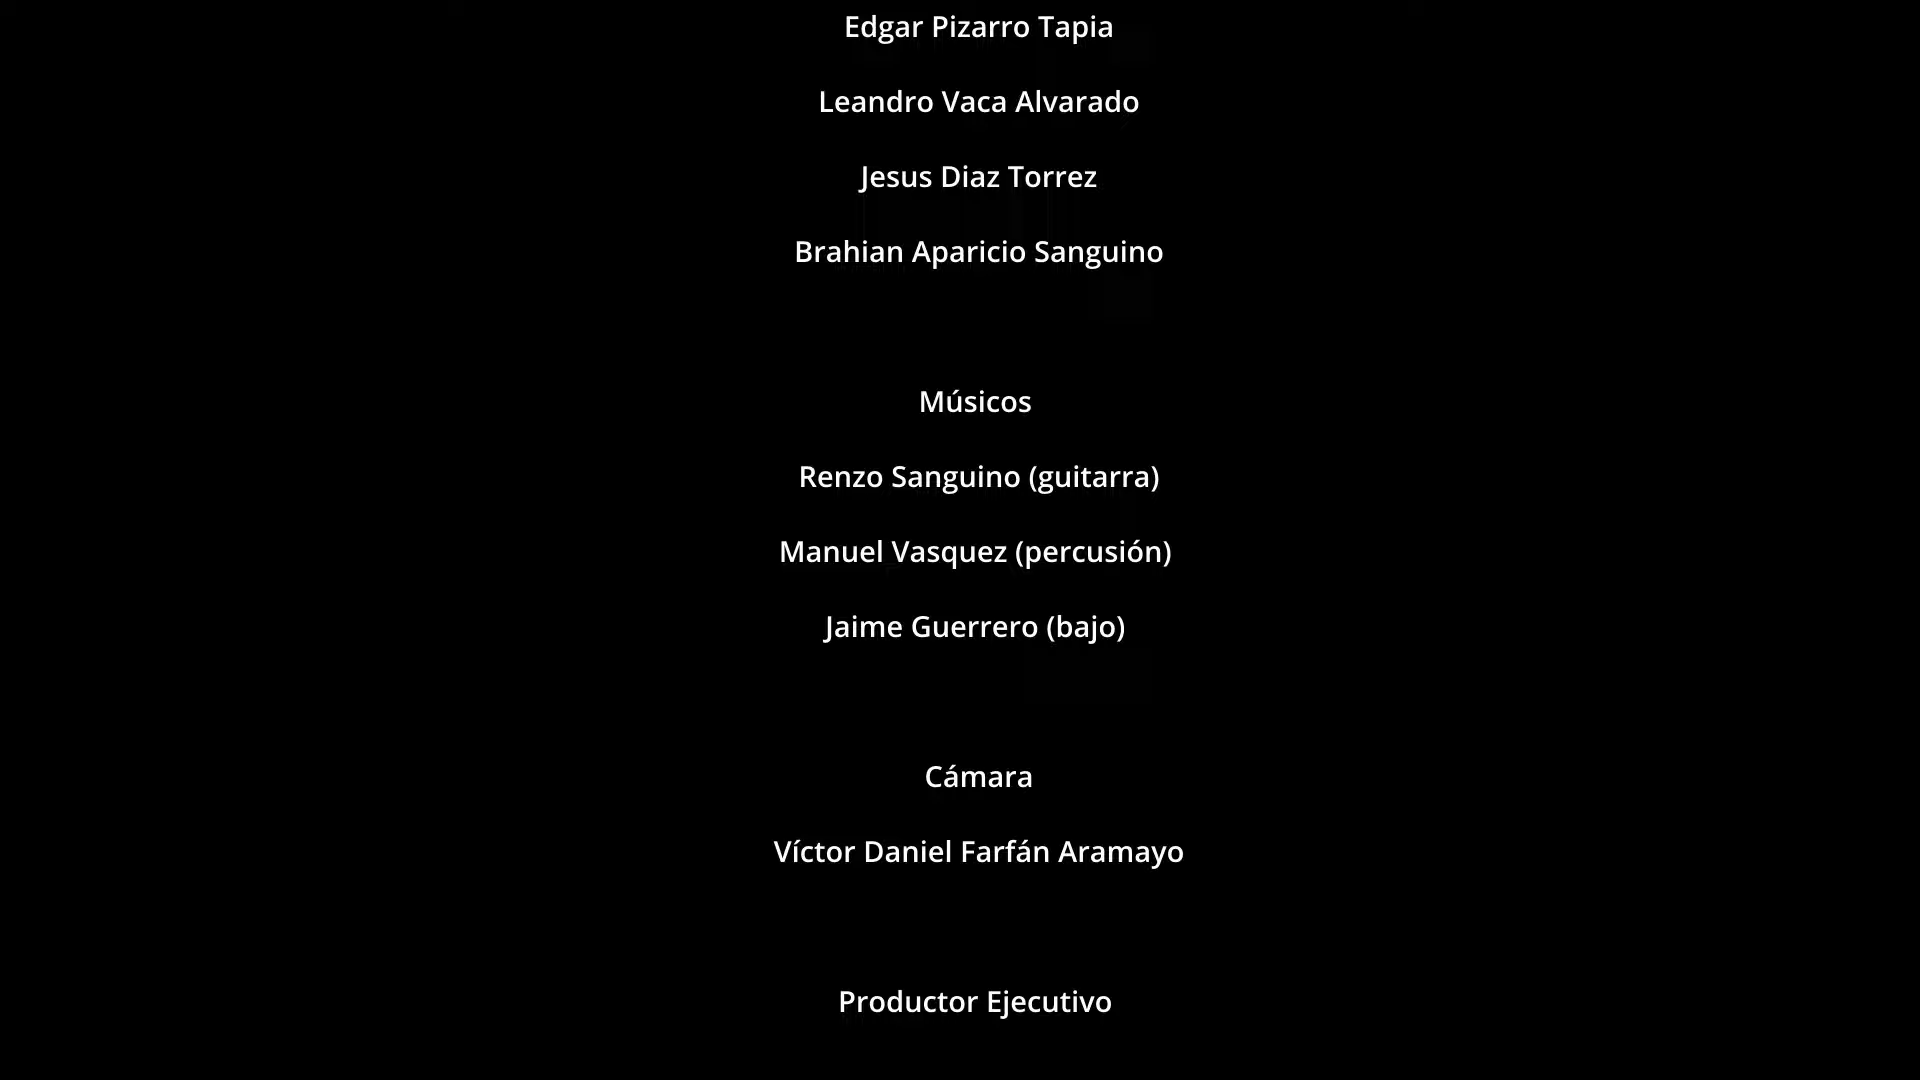 Edgar Pizarro Tapia
Leandro Vaca Alvarado
Jesus Diaz Torrez
Brahian Aparicio Sanguino
Músicos
Renzo Sanguino (guitarra)
Manuel Vasquez (percusión)
Jaime Guerrero (bajo)
Cámara
Víctor Daniel Farfán Aramayo
Productor Ejecutivo